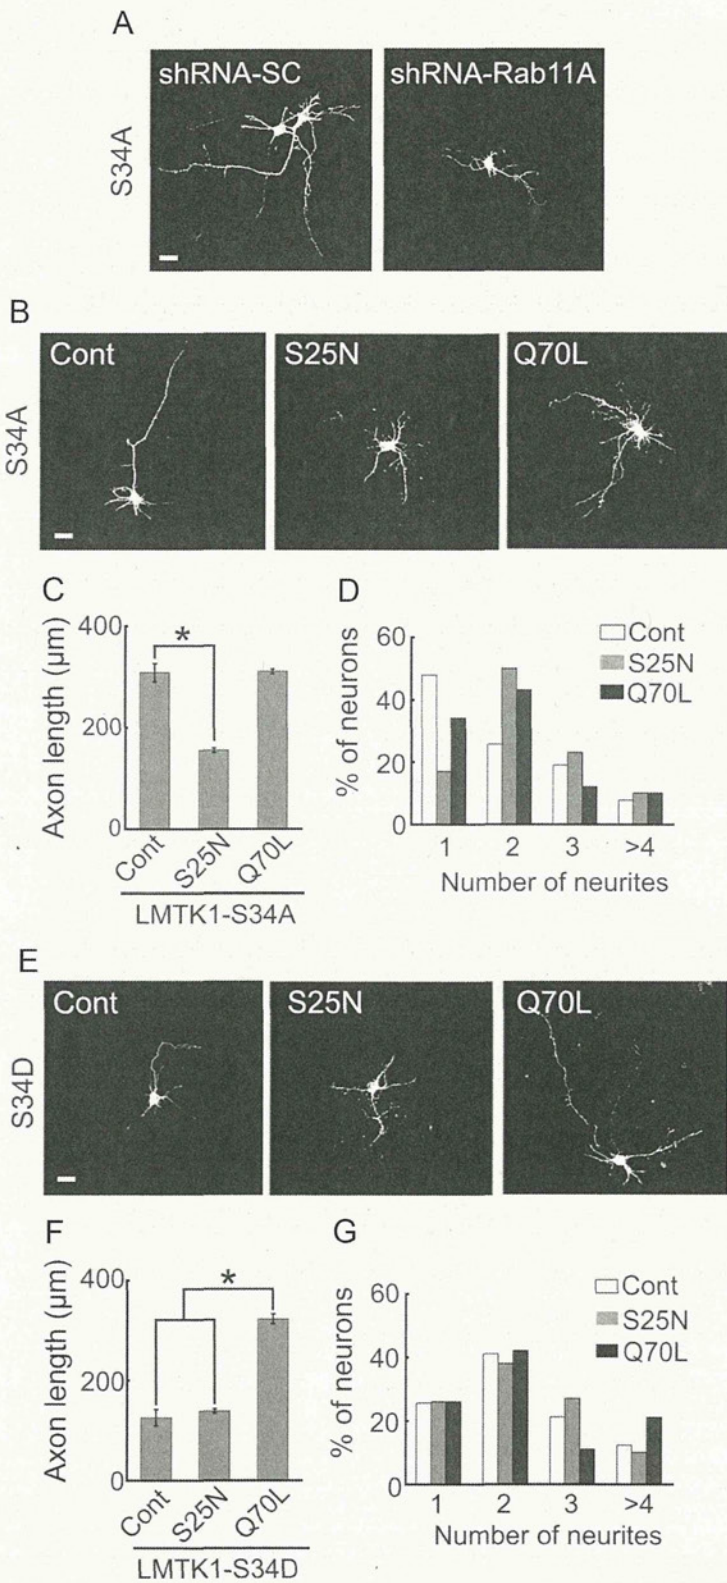 A
shRNA-SC
shRNA-Rab11A
S34A
B
Cont
S25N
Q70L
S34A
C
D
400
200
0
Axon length (µm)
*
Cont
S25N
Q70L
LMTK1-S34A
60
40
20
0
% of neurons
Cont
S25N
Q70L
1 2 3 >4
Number of neurites
E
Cont
S25N
Q70L
S34D
F
G
400
200
0
Axon length (µm)
*
Cont
S25N
Q70L
LMTK1-S34D
60
40
20
0
% of neurons
Cont
S25N
Q70L
1 2 3 >4
Number of neurites